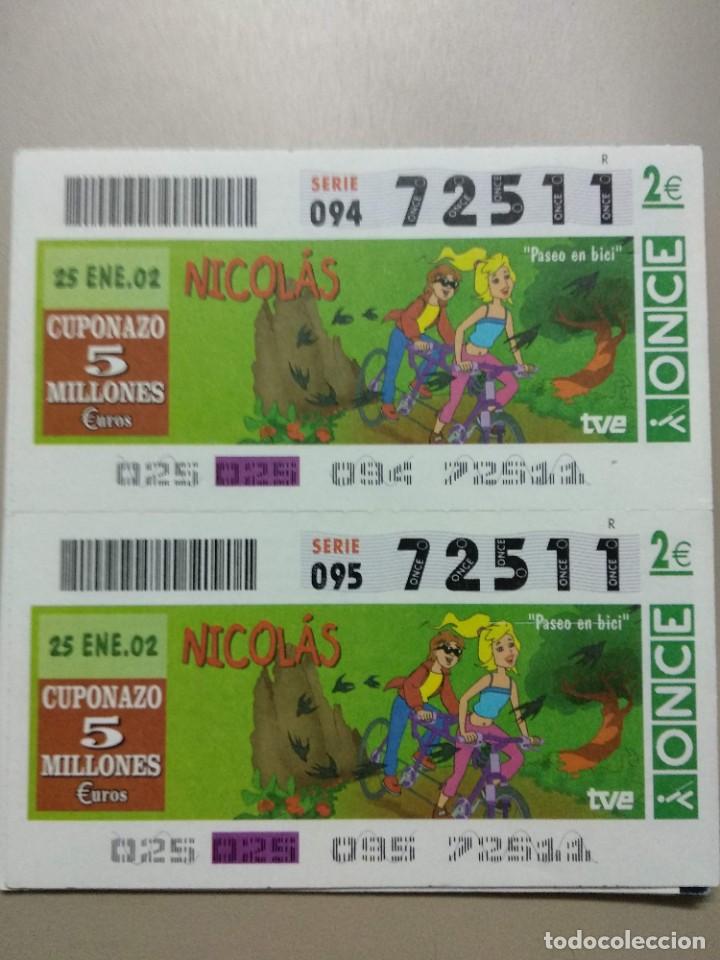 R
SERIE
094 72511 2€
25 ENE.02 NICOLÁS "Paseo en bici"
CUPONAZO
5
MILLONES
€uros
tve
ONCE
025 025 094 72511
R
SERIE
095 72511 2€
25 ENE.02 NICOLÁS "Paseo en bici"
CUPONAZO
5
MILLONES
€uros
tve
ONCE
025 025 095 72511
todocoleccion.net